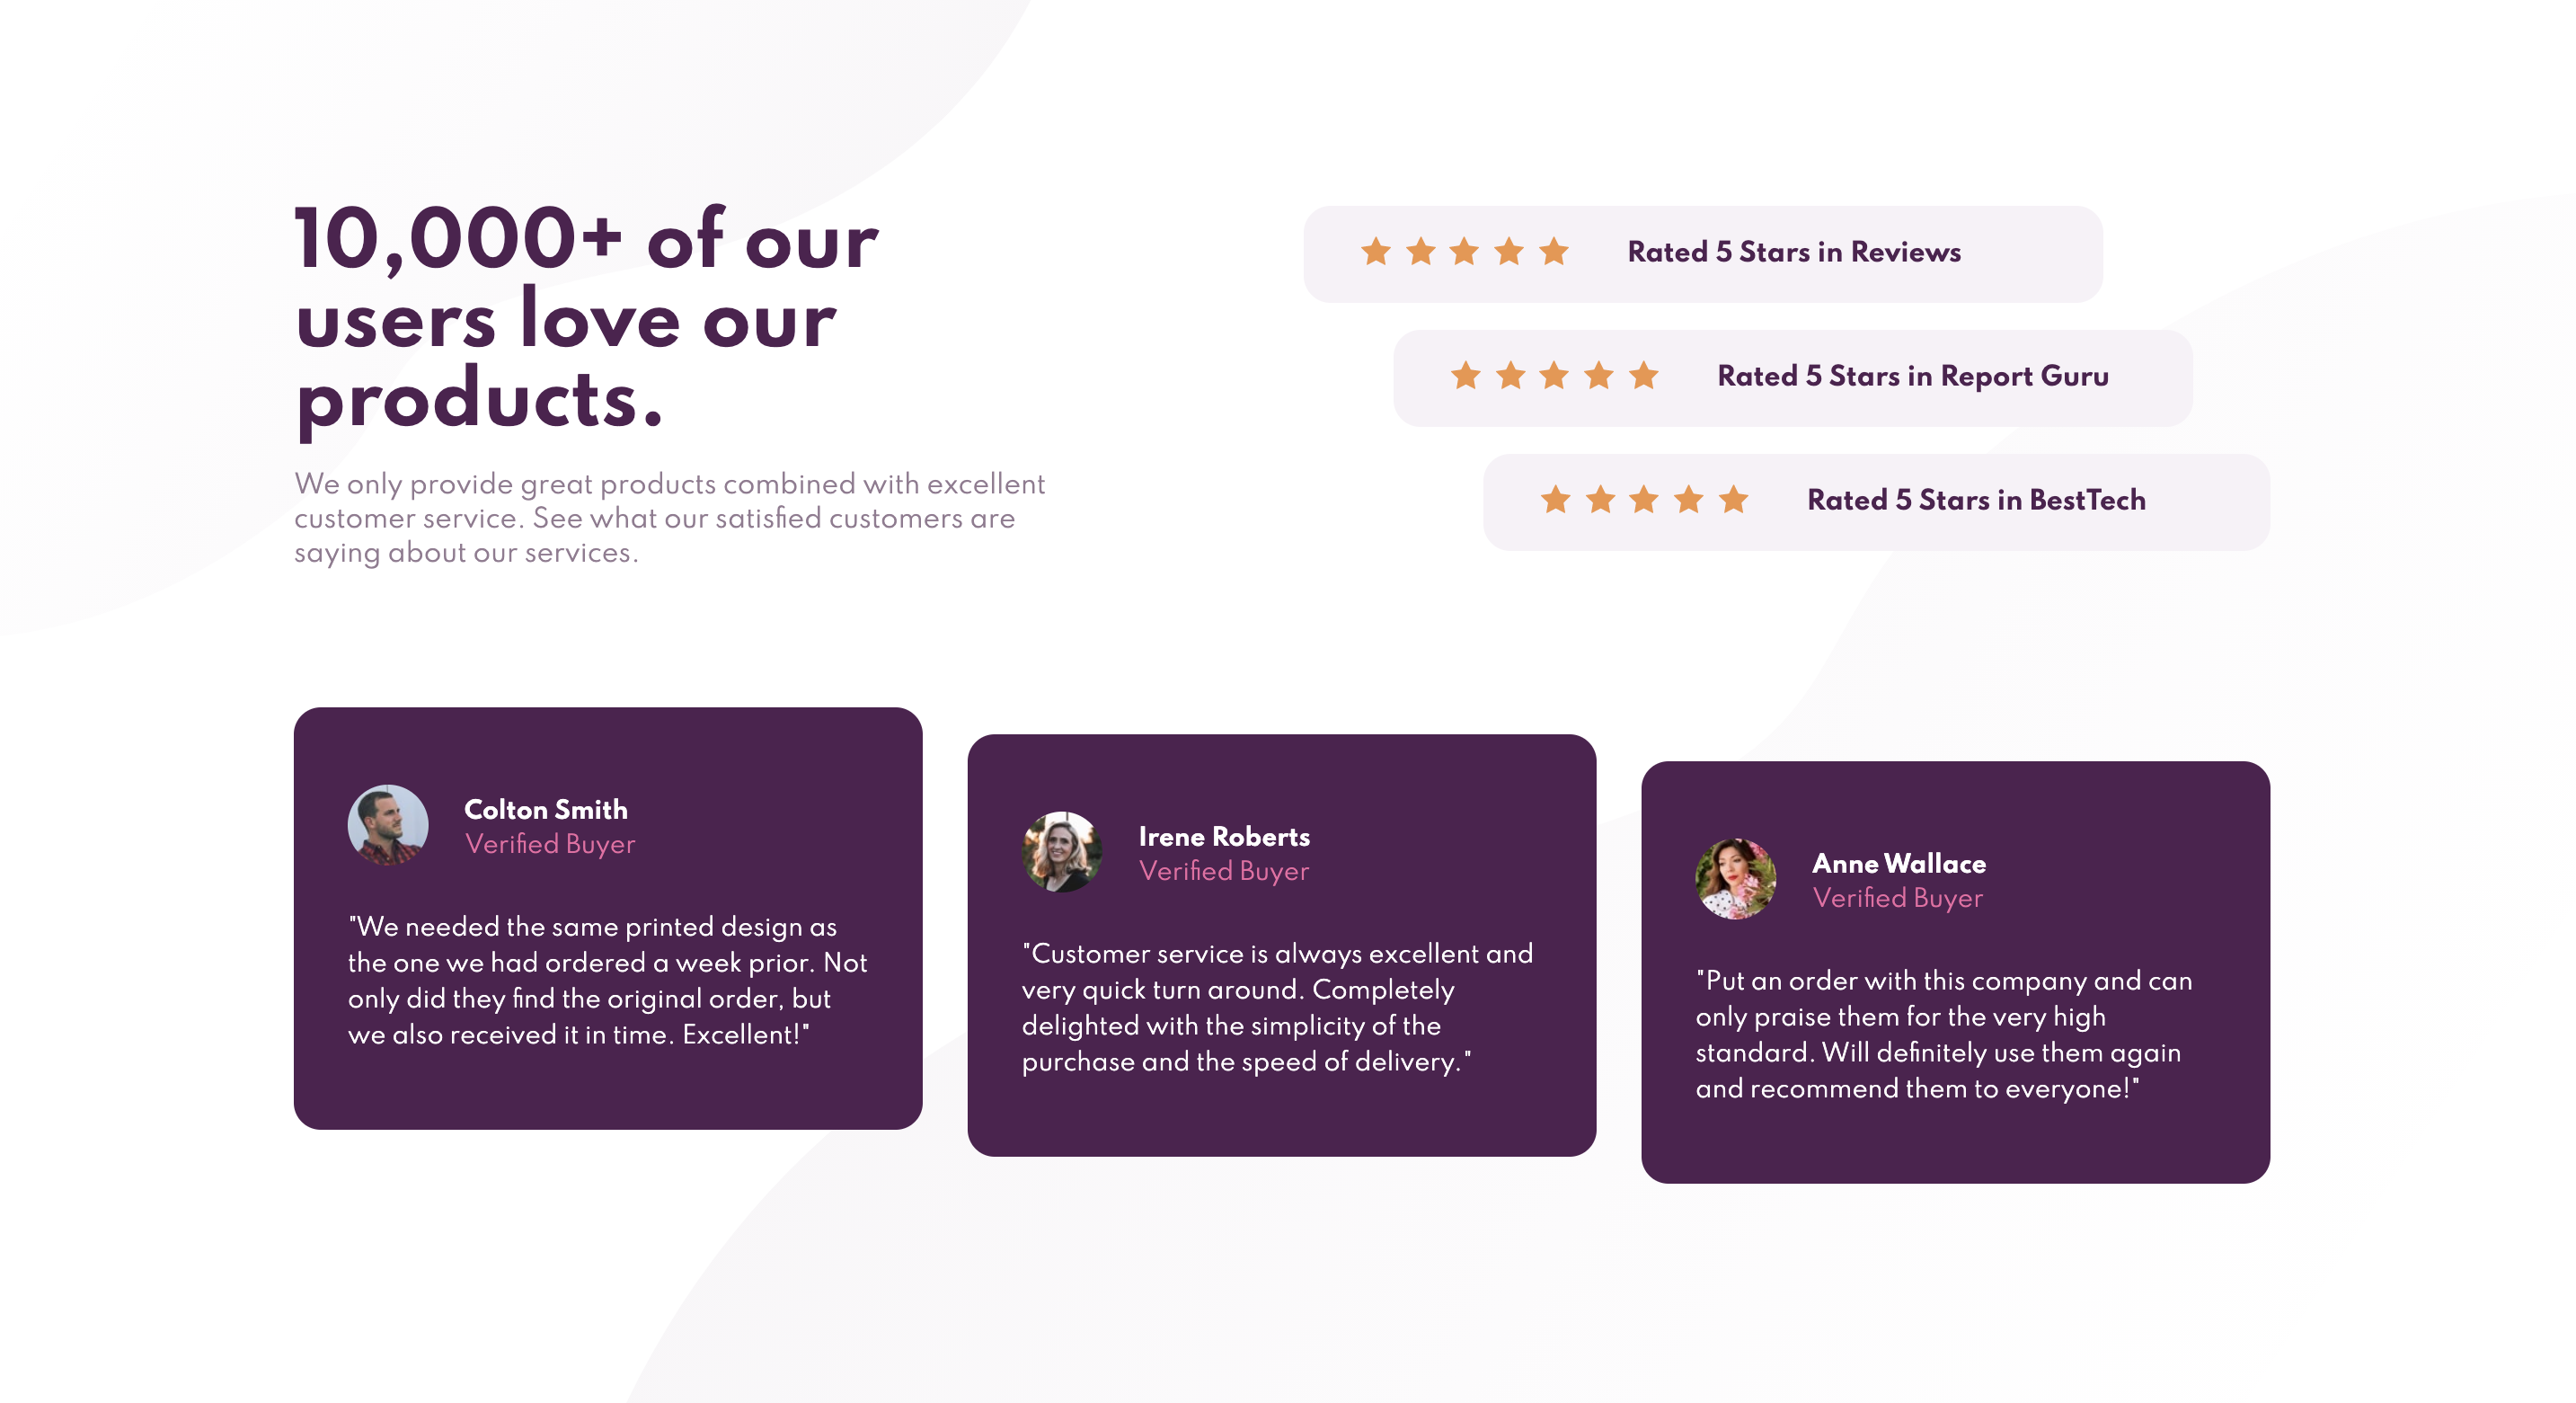 10,000+ of our
users love our
products.
We only provide great products combined with excellent
customer service. See what our satisfied customers are
saying about our services.
Rated 5 Stars in Reviews
Rated 5 Stars in Report Guru
Rated 5 Stars in BestTech
Colton Smith
Verified Buyer
"We needed the same printed design as
the one we had ordered a week prior. Not
only did they find the original order, but
we also received it in time. Excellent!"
Irene Roberts
Verified Buyer
"Customer service is always excellent and
very quick turn around. Completely
delighted with the simplicity of the
purchase and the speed of delivery."
Anne Wallace
Verified Buyer
"Put an order with this company and can
only praise them for the very high
standard. Will definitely use them again
and recommend them to everyone!"